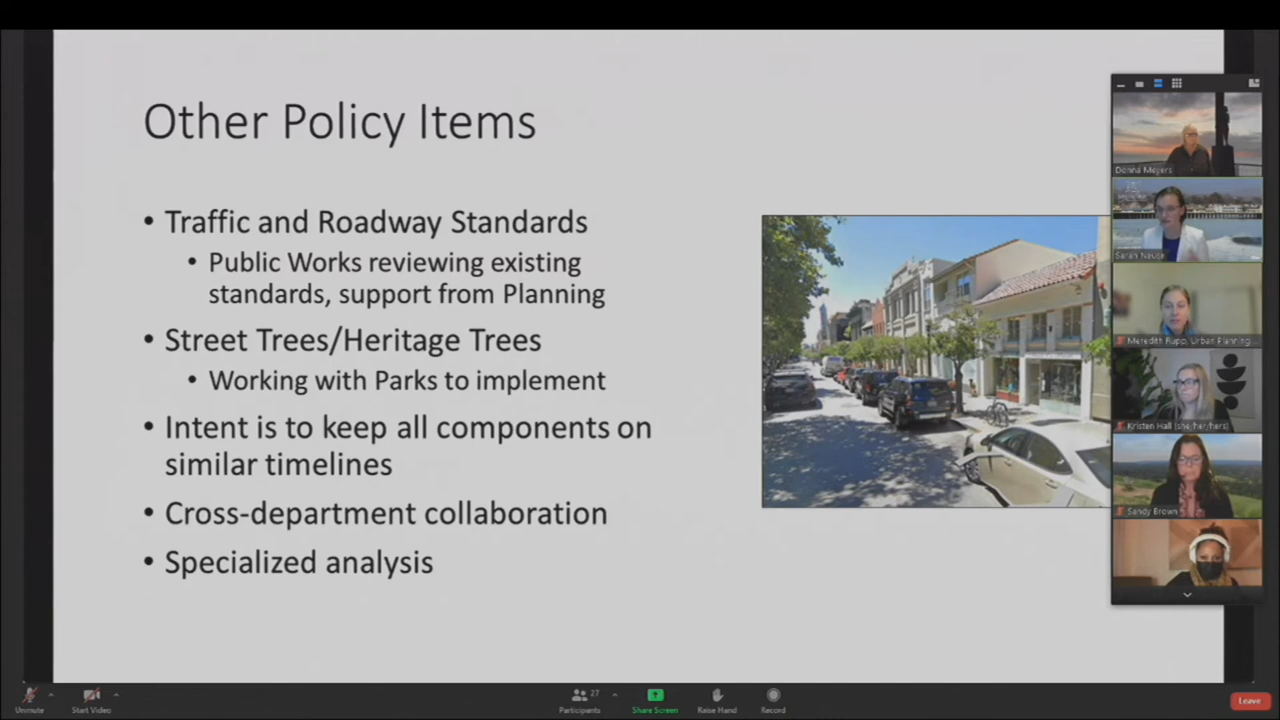 Other Policy Items
• Traffic and Roadway Standards
• Public Works reviewing existing
standards, support from Planning
• Street Trees/Heritage Trees
• Working with Parks to implement
• Intent is to keep all components on
similar timelines
• Cross-department collaboration
• Specialized analysis
Donna Meyers
Sarah Neuse
Meredith Rupp, Urban Planning...
Kristen Hall (she/her/hers)
Sandy Brown
Unmute
Start Video
27
Participants
Share Screen
Raise Hand
Record
Leave